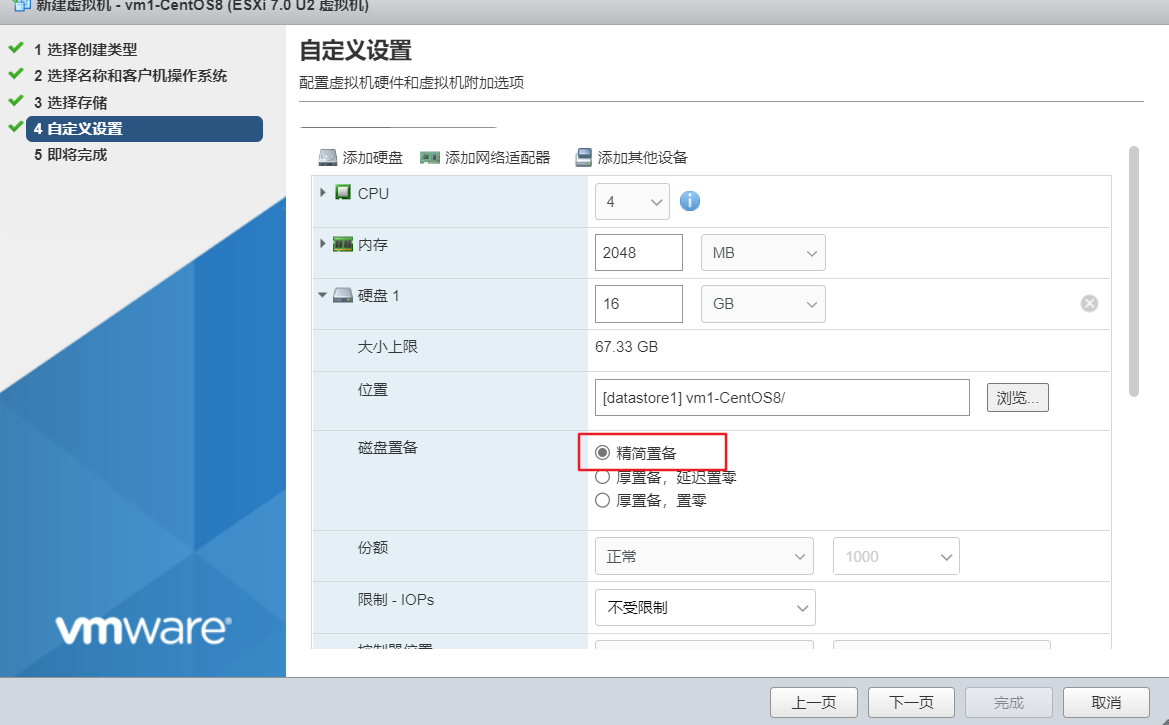 新建虚拟机 - vm1-CentOS8 (ESXi 7.0 U2 虚拟机)
1 选择创建类型
2 选择名称和客户机操作系统
3 选择存储
4 自定义设置
5 即将完成
vmware®
自定义设置
配置虚拟机硬件和虚拟机附加选项
添加硬盘 添加网络适配器 添加其他设备
CPU 4
内存 2048 MB
硬盘 1 16 GB
大小上限 67.33 GB
位置 [datastore1] vm1-CentOS8/ 浏览...
磁盘置备 精简置备
厚置备，延迟置零
厚置备，置零
份额 正常 1000
限制 - IOPs 不受限制
控制器位置
上一页 下一页 完成 取消